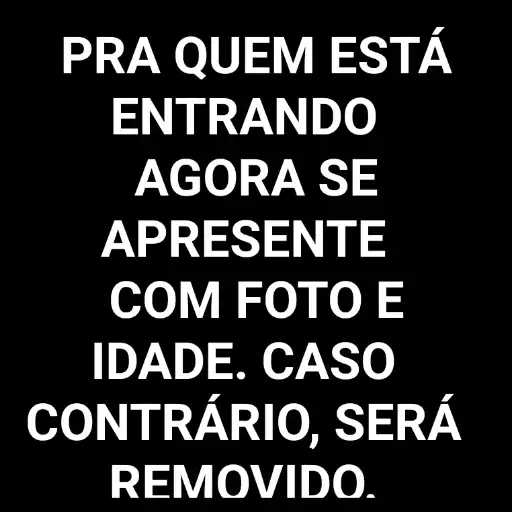 PRA QUEM ESTÁ
ENTRANDO
AGORA SE
APRESENTE
COM FOTO E
IDADE. CASO
CONTRÁRIO, SERÁ
REMOVIDO.